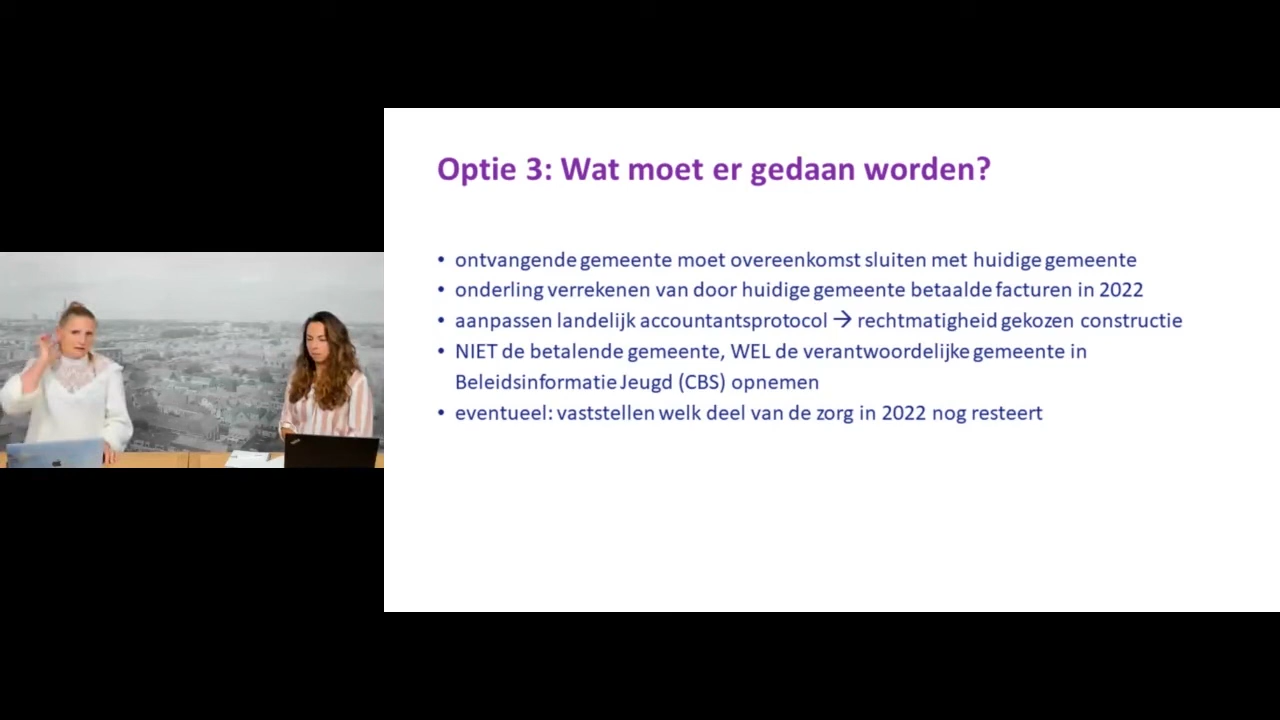 Optie 3: Wat moet er gedaan worden?
• ontvangende gemeente moet overeenkomst sluiten met huidige gemeente
• onderling verrekenen van door huidige gemeente betaalde facturen in 2022
• aanpassen landelijk accountantsprotocol → rechtmatigheid gekozen constructie
• NIET de betalende gemeente, WEL de verantwoordelijke gemeente in
Beleidsinformatie Jeugd (CBS) opnemen
• eventueel: vaststellen welk deel van de zorg in 2022 nog resteert